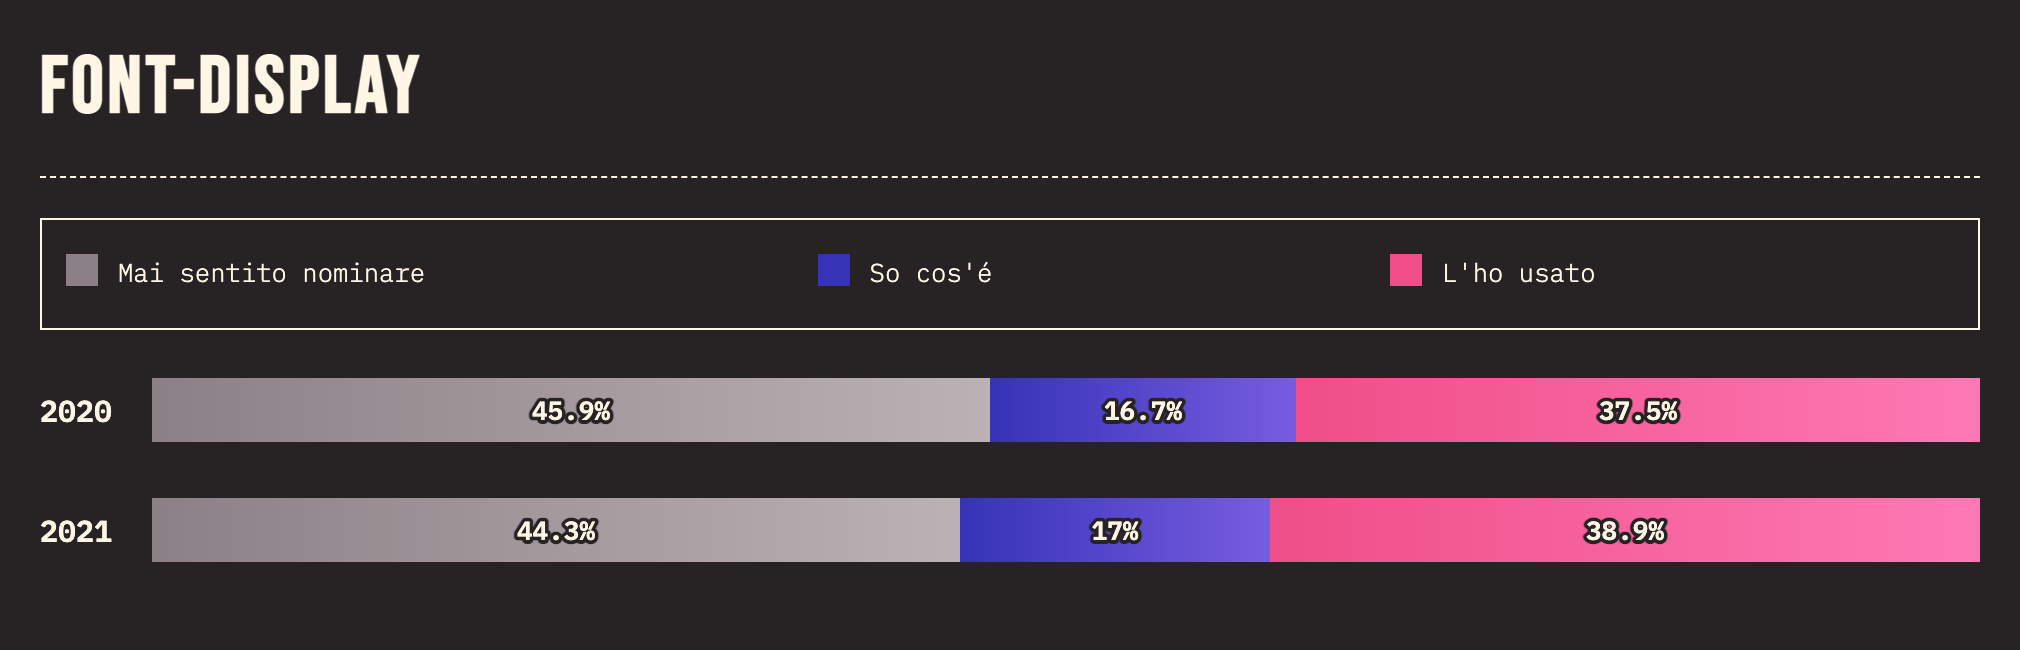 FONT-DISPLAY
Mai sentito nominare So cos'é L'ho usato
2020 45.9% 16.7% 37.5%
2021 44.3% 17% 38.9%